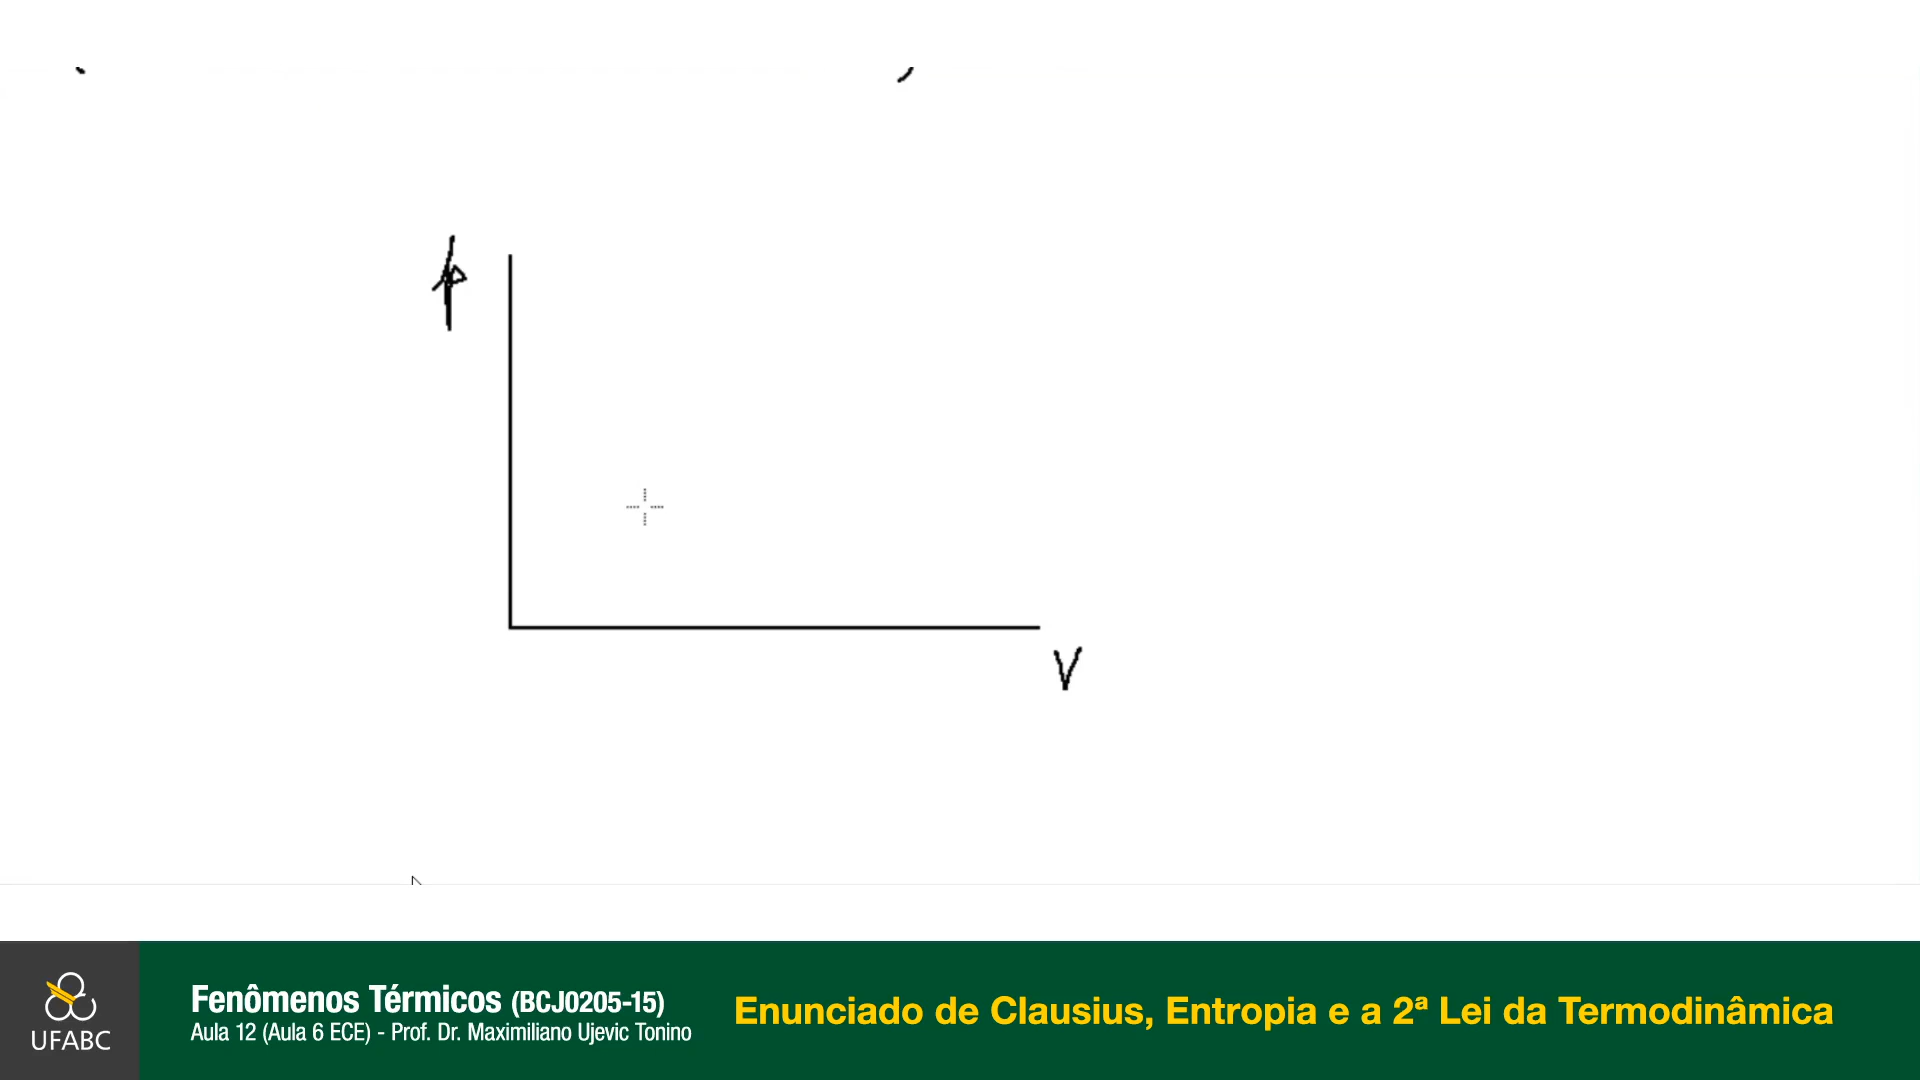 p
V
UFABC
Fenômenos Térmicos (BCJ0205-15)
Aula 12 (Aula 6 ECE) - Prof. Dr. Maximiliano Ujevic Tonino
Enunciado de Clausius, Entropia e a 2ª Lei da Termodinâmica